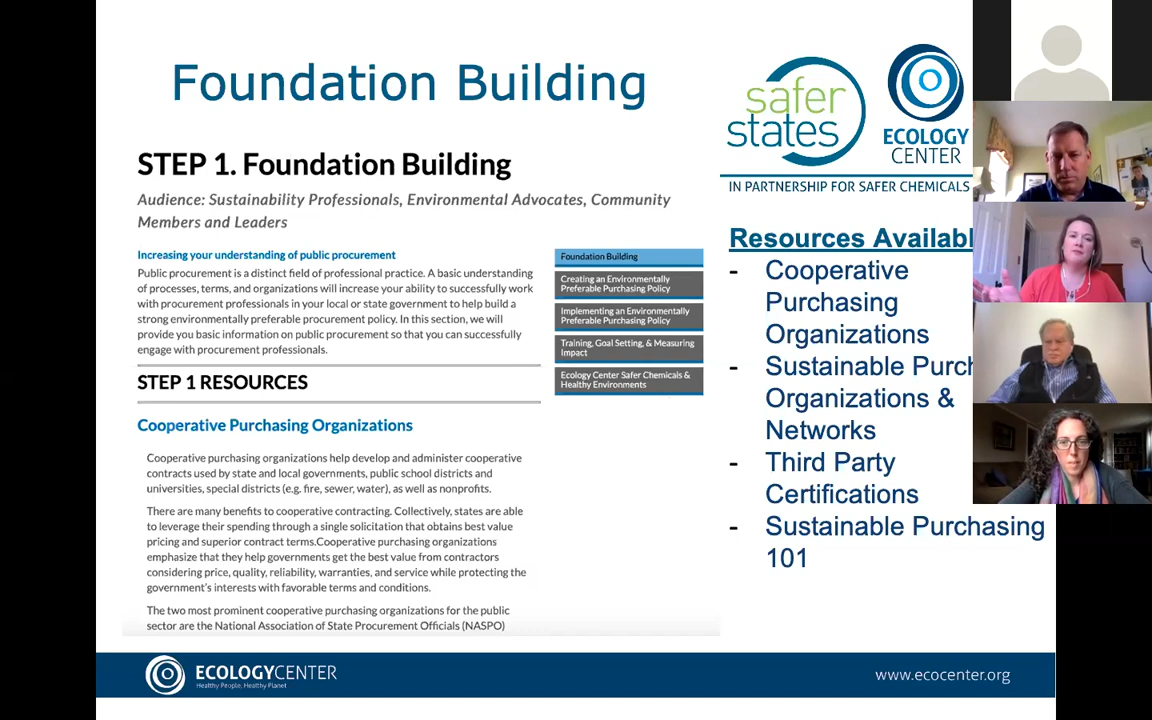 Foundation Building
safer
states
ECOLOGY
CENTER
IN PARTNERSHIP FOR SAFER CHEMICALS
STEP 1. Foundation Building
Audience: Sustainability Professionals, Environmental Advocates, Community
Members and Leaders
Increasing your understanding of public procurement
Public procurement is a distinct field of professional practice. A basic understanding
of processes, terms, and organizations will increase your ability to successfully work
with procurement professionals in your local or state government to help build a
strong environmentally preferable procurement policy. In this section, we will
provide you basic information on public procurement so that you can successfully
engage with procurement professionals.
Foundation Building
Creating an Environmentally
Preferable Purchasing Policy
Implementing an Environmentally
Preferable Purchasing Policy
Training, Goal Setting, & Measuring
Impact
Ecology Center Safer Chemicals &
Healthy Environments
STEP 1 RESOURCES
Cooperative Purchasing Organizations
Cooperative purchasing organizations help develop and administer cooperative
contracts used by state and local governments, public school districts and
universities, special districts (e.g. fire, sewer, water), as well as nonprofits.
There are many benefits to cooperative contracting. Collectively, states are able
to leverage their spending through a single solicitation that obtains best value
pricing and superior contract terms.Cooperative purchasing organizations
emphasize that they help governments get the best value from contractors
considering price, quality, reliability, warranties, and service while protecting the
government's interests with favorable terms and conditions.
The two most prominent cooperative purchasing organizations for the public
sector are the National Association of State Procurement Officials (NASPO)
Resources Availabl
- Cooperative
Purchasing
Organizations
- Sustainable Purch
Organizations &
Networks
- Third Party
Certifications
- Sustainable Purchasing
101
ECOLOGYCENTER
Healthy People, Healthy Planet
www.ecocenter.org